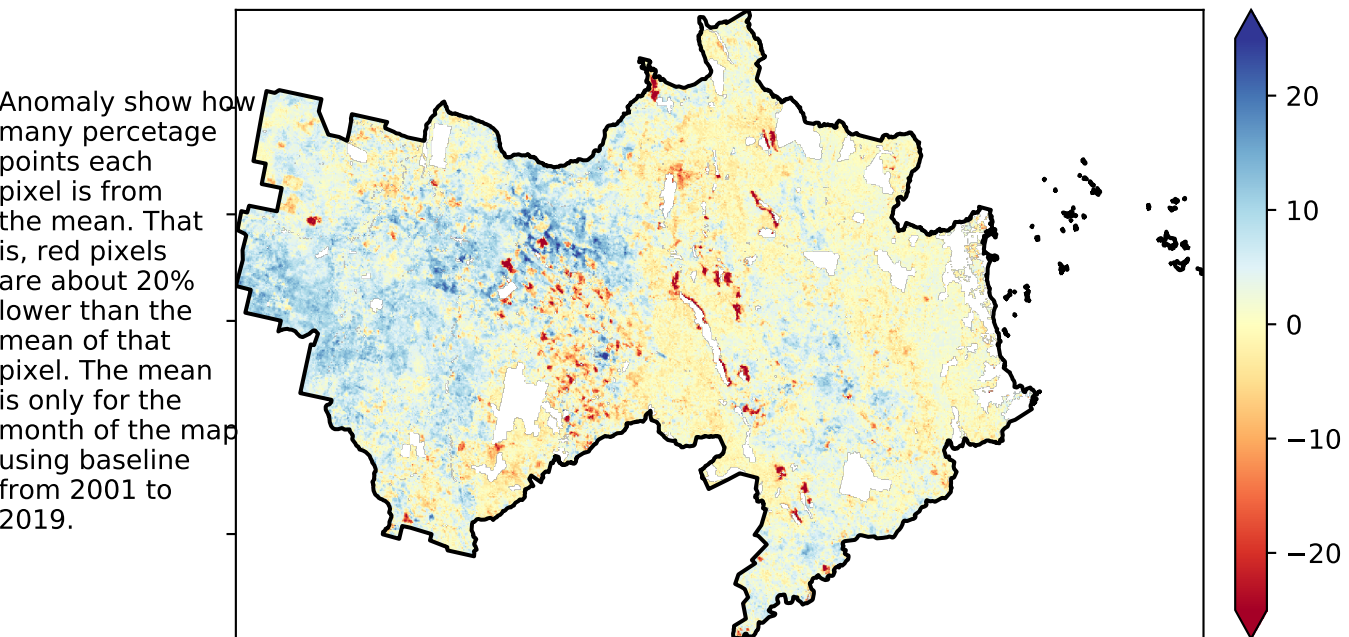 Anomaly show how
many percetage
points each
pixel is from
the mean. That
is, red pixels
are about 20%
lower than the
mean of that
pixel. The mean
is only for the
month of the map
using baseline
from 2001 to
2019.
20
10
0
−10
−20